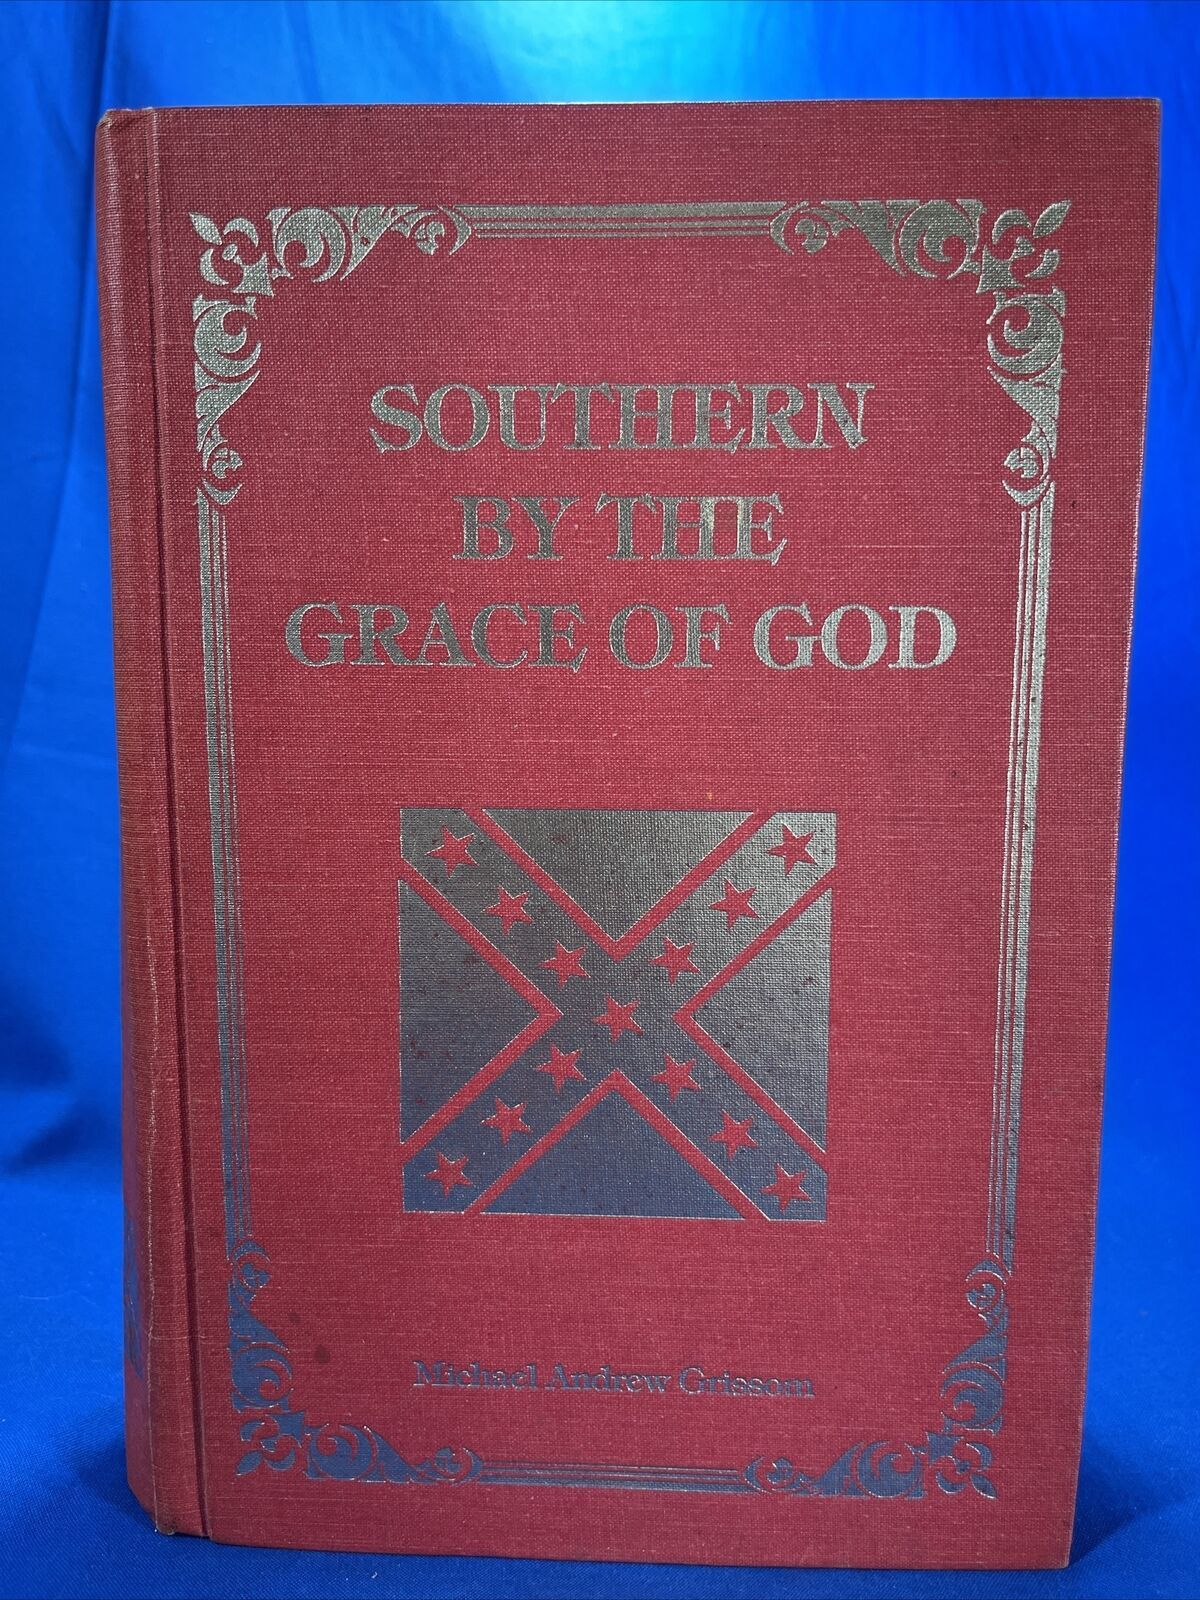 SOUTHERN
BY THE
GRACE OF GOD
Michael Andrew Grissom